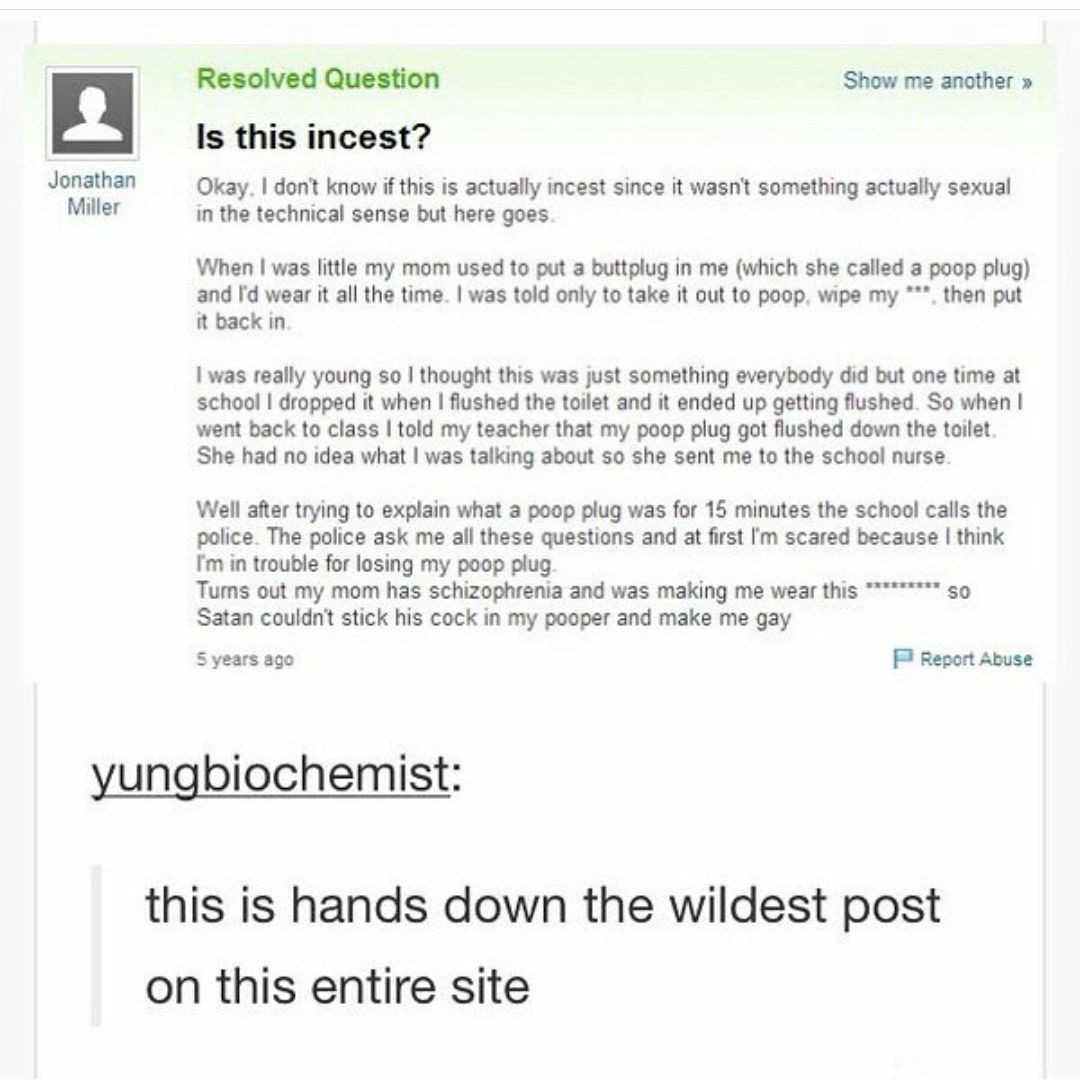 Resolved Question
Show me another »
Is this incest?
Jonathan
Miller
Okay, I don't know if this is actually incest since it wasn't something actually sexual
in the technical sense but here goes.
When I was little my mom used to put a buttplug in me (which she called a poop plug)
and I'd wear it all the time. I was told only to take it out to poop, wipe my ***, then put
it back in.
I was really young so I thought this was just something everybody did but one time at
school I dropped it when I flushed the toilet and it ended up getting flushed. So when I
went back to class I told my teacher that my poop plug got flushed down the toilet.
She had no idea what I was talking about so she sent me to the school nurse.
Well after trying to explain what a poop plug was for 15 minutes the school calls the
police. The police ask me all these questions and at first I'm scared because I think
I'm in trouble for losing my poop plug.
Turns out my mom has schizophrenia and was making me wear this ********* so
Satan couldn't stick his cock in my pooper and make me gay
5 years ago
Report Abuse
yungbiochemist:
this is hands down the wildest post
on this entire site